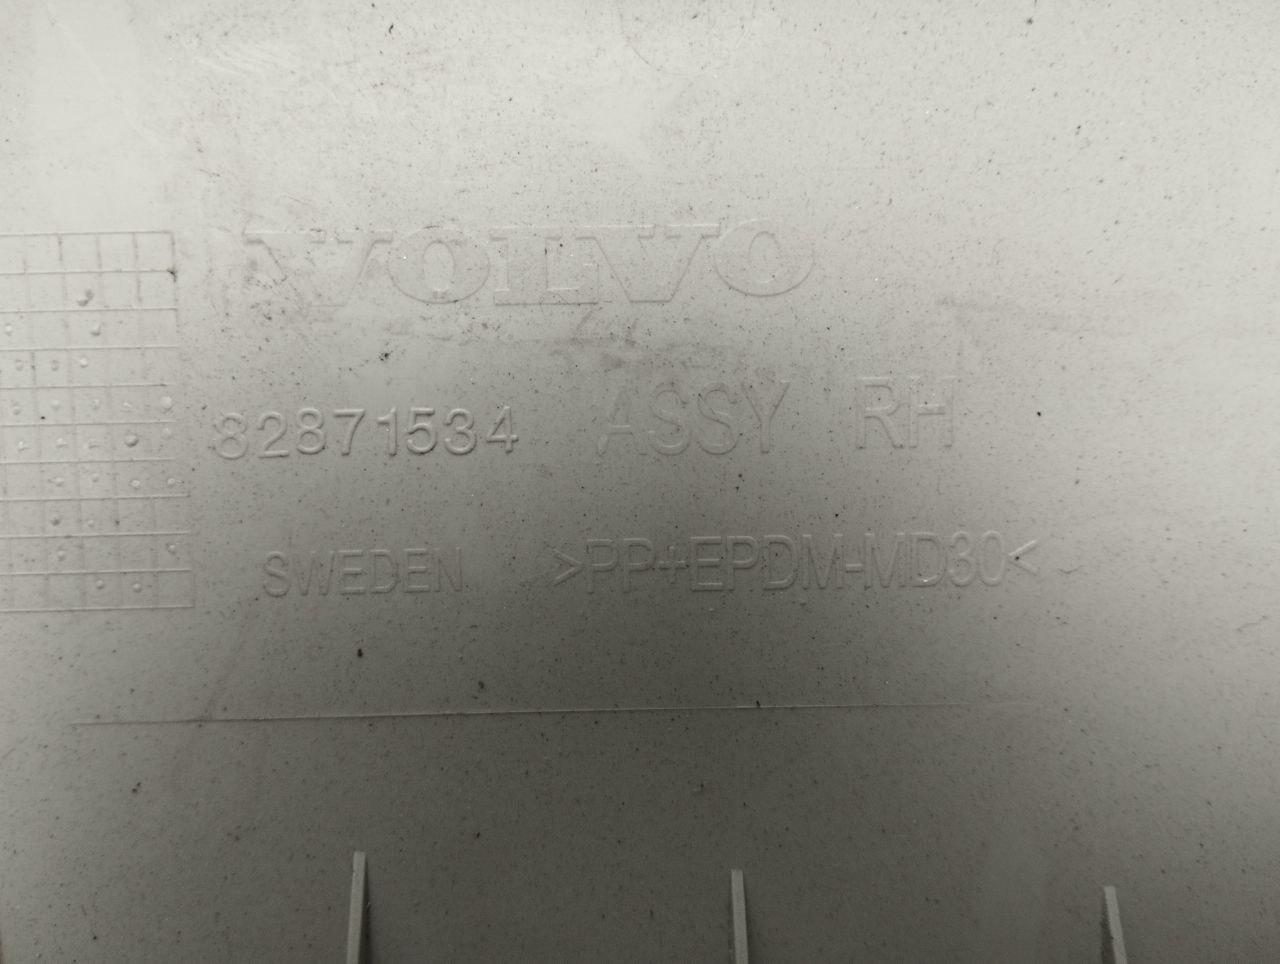 VOLVO
82871534 ASSY RH
SWEDEN >PP+EPDM-MD30<